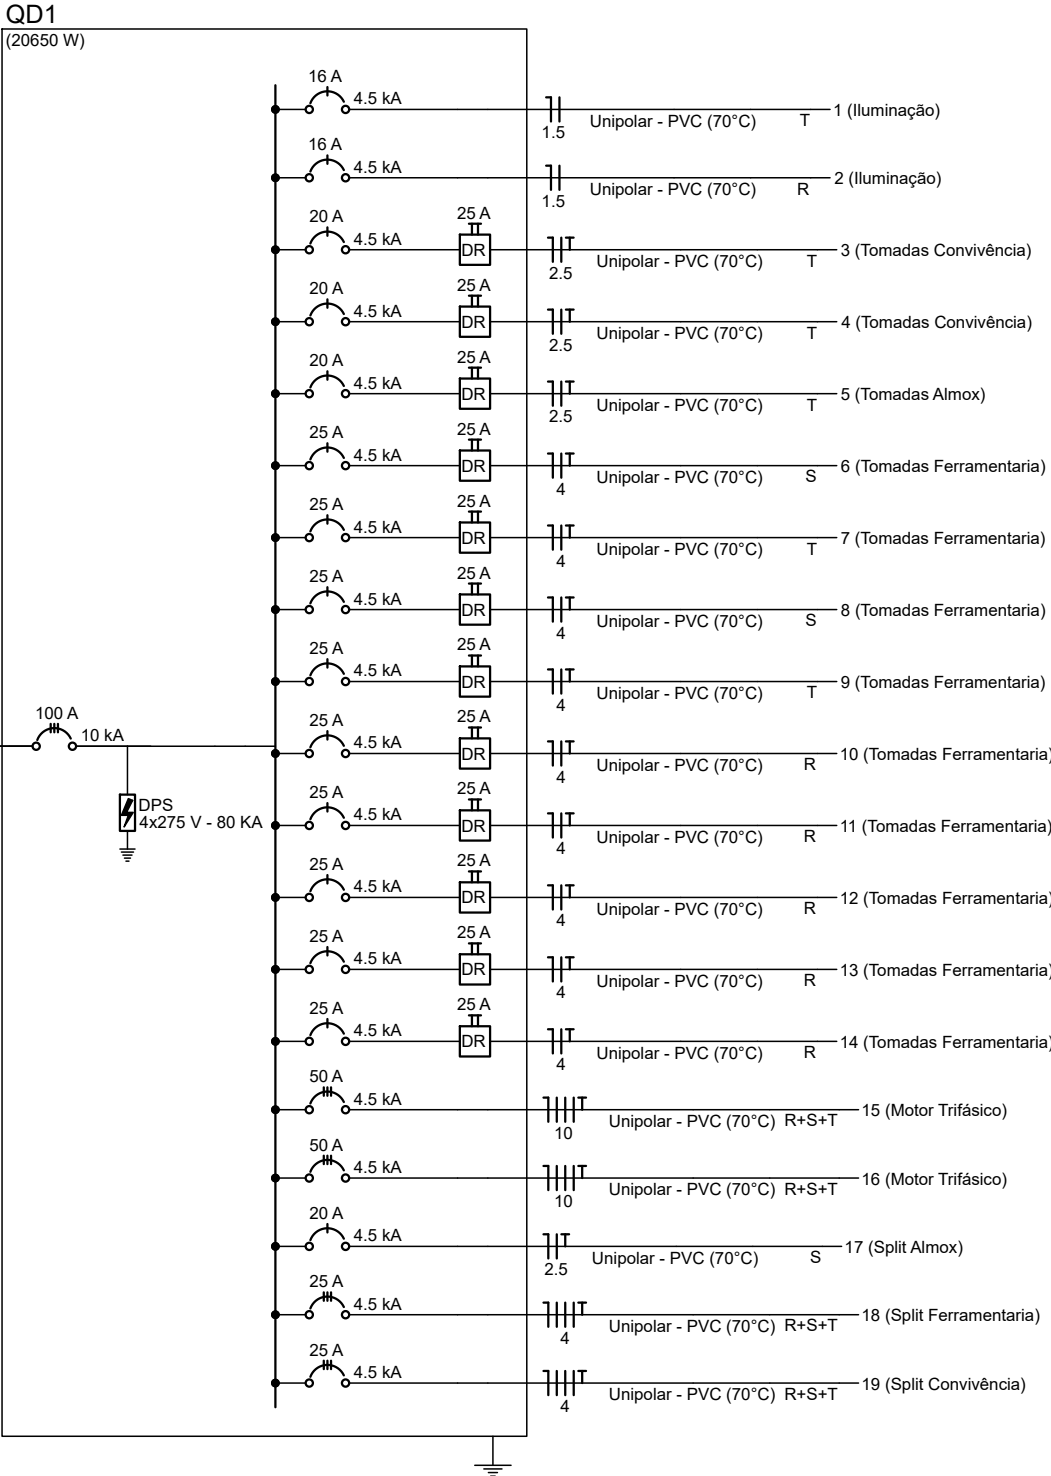 QD1
(20650 W)
16 A
4.5 kA
1.5
Unipolar - PVC (70°C)
T
1 (Iluminação)
16 A
4.5 kA
1.5
Unipolar - PVC (70°C)
R
2 (Iluminação)
20 A
4.5 kA
25 A
DR
2.5
Unipolar - PVC (70°C)
T
3 (Tomadas Convivência)
20 A
4.5 kA
25 A
DR
2.5
Unipolar - PVC (70°C)
T
4 (Tomadas Convivência)
20 A
4.5 kA
25 A
DR
2.5
Unipolar - PVC (70°C)
T
5 (Tomadas Almox)
25 A
4.5 kA
25 A
DR
4
Unipolar - PVC (70°C)
S
6 (Tomadas Ferramentaria)
25 A
4.5 kA
25 A
DR
4
Unipolar - PVC (70°C)
T
7 (Tomadas Ferramentaria)
25 A
4.5 kA
25 A
DR
4
Unipolar - PVC (70°C)
S
8 (Tomadas Ferramentaria)
25 A
4.5 kA
25 A
DR
4
Unipolar - PVC (70°C)
T
9 (Tomadas Ferramentaria)
100 A
10 kA
DPS
4x275 V - 80 KA
25 A
4.5 kA
25 A
DR
4
Unipolar - PVC (70°C)
R
10 (Tomadas Ferramentaria)
25 A
4.5 kA
25 A
DR
4
Unipolar - PVC (70°C)
R
11 (Tomadas Ferramentaria)
25 A
4.5 kA
25 A
DR
4
Unipolar - PVC (70°C)
R
12 (Tomadas Ferramentaria)
25 A
4.5 kA
25 A
DR
4
Unipolar - PVC (70°C)
R
13 (Tomadas Ferramentaria)
25 A
4.5 kA
25 A
DR
4
Unipolar - PVC (70°C)
R
14 (Tomadas Ferramentaria)
50 A
4.5 kA
10
Unipolar - PVC (70°C)
R+S+T
15 (Motor Trifásico)
50 A
4.5 kA
10
Unipolar - PVC (70°C)
R+S+T
16 (Motor Trifásico)
20 A
4.5 kA
2.5
Unipolar - PVC (70°C)
S
17 (Split Almox)
25 A
4.5 kA
4
Unipolar - PVC (70°C)
R+S+T
18 (Split Ferramentaria)
25 A
4.5 kA
4
Unipolar - PVC (70°C)
R+S+T
19 (Split Convivência)